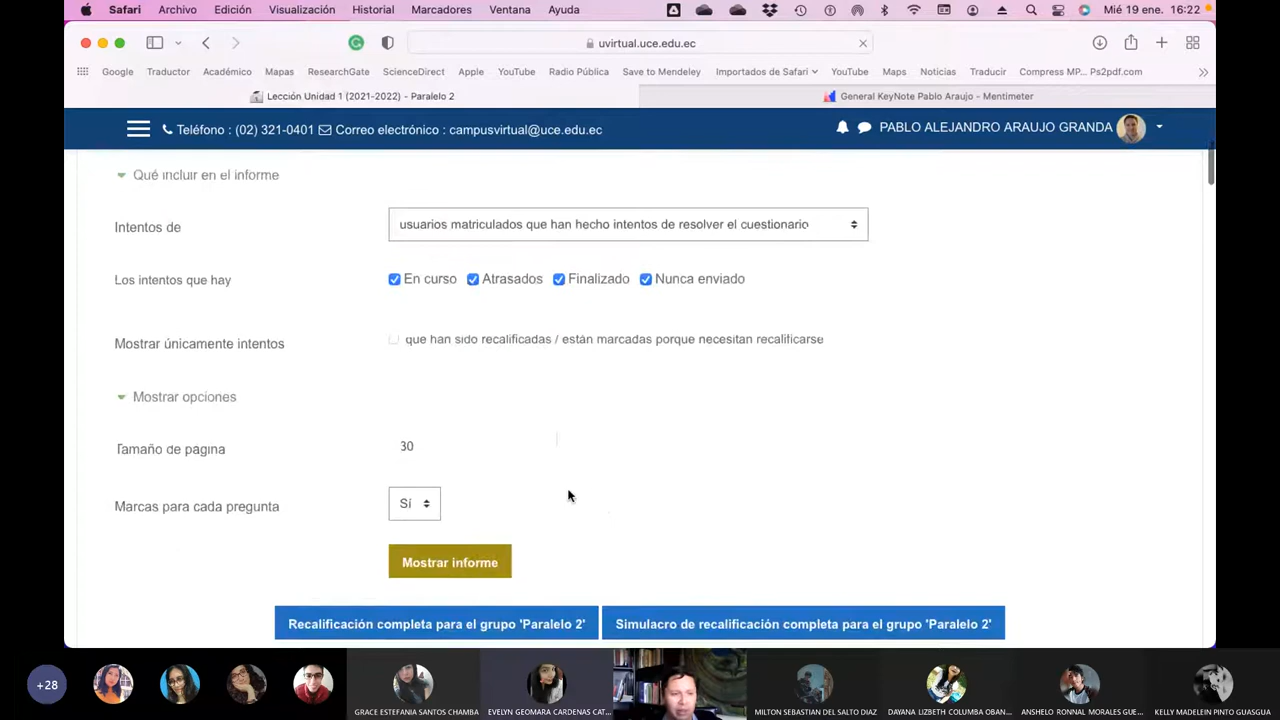 Safari Archivo Edición Visualización Historial Marcadores Ventana Ayuda Mié 19 ene. 16:22
uvirtual.uce.edu.ec
Google Traductor Académico Mapas ResearchGate ScienceDirect Apple YouTube Radio Pública Save to Mendeley Importados de Safari YouTube Maps Noticias Traducir Compress MP... Ps2pdf.com
Lección Unidad 1 (2021-2022) - Paralelo 2 General KeyNote Pablo Araujo - Mentimeter
Teléfono : (02) 321-0401 Correo electrónico : campusvirtual@uce.edu.ec PABLO ALEJANDRO ARAUJO GRANDA
Qué incluir en el informe
Intentos de usuarios matriculados que han hecho intentos de resolver el cuestionario
Los intentos que hay En curso Atrasados Finalizado Nunca enviado
Mostrar únicamente intentos que han sido recalificadas / están marcadas porque necesitan recalificarse
Mostrar opciones
Tamaño de página 30
Marcas para cada pregunta Sí
Mostrar informe
Recalificación completa para el grupo 'Paralelo 2' Simulacro de recalificación completa para el grupo 'Paralelo 2'
+28 GRACE ESTEFANIA SANTOS CHAMBA EVELYN GEOMARA CARDENAS CAT... MILTON SEBASTIAN DEL SALTO DIAZ DAYANA LIZBETH COLUMBA OBAN... ANSHELO RONNAL MORALES GUE... KELLY MADELEIN PINTO GUASGUA